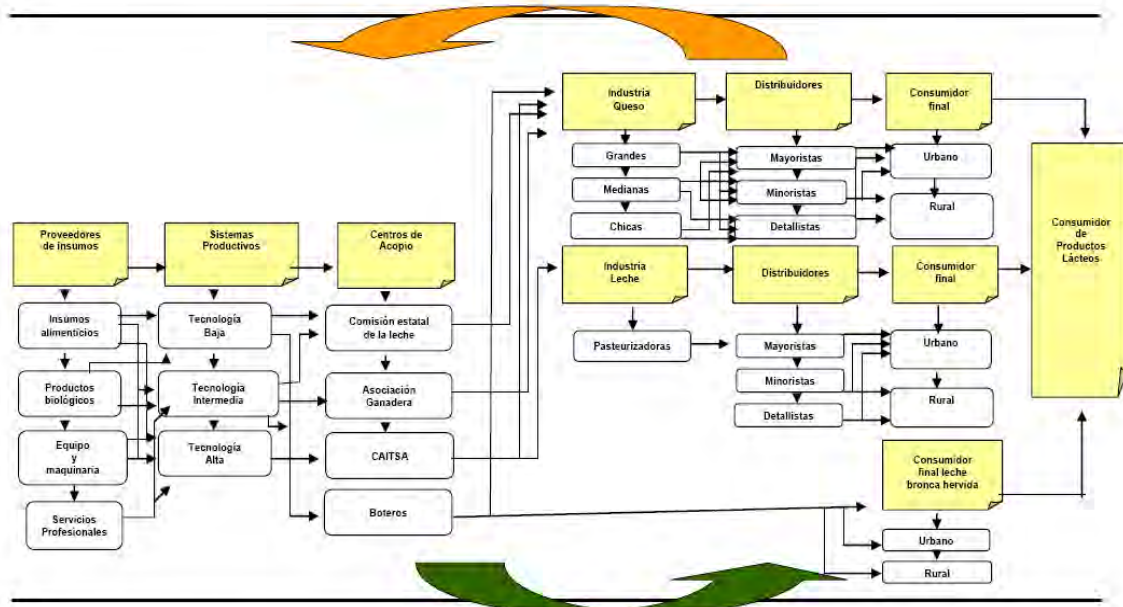 Proveedores
de insumos
Insumos
alimenticios
Productos
biológicos
Equipo
y
maquinaria
Servicios
Profesionales
Sistemas
Productivos
Tecnología
Baja
Tecnología
Intermedia
Tecnología
Alta
Centros de
Acopio
Comisión estatal
de la leche
Asociación
Ganadera
CAITSA
Boteros
Industria
Queso
Grandes
Medianas
Chicas
Distribuidores
Mayoristas
Minoristas
Detallistas
Consumidor
final
Urbano
Rural
Industria
Leche
Pasteurizadoras
Distribuidores
Mayoristas
Minoristas
Detallistas
Consumidor
final
Urbano
Rural
Consumidor
final leche
bronca hervida
Urbano
Rural
Consumidor
de
Productos
Lácteos